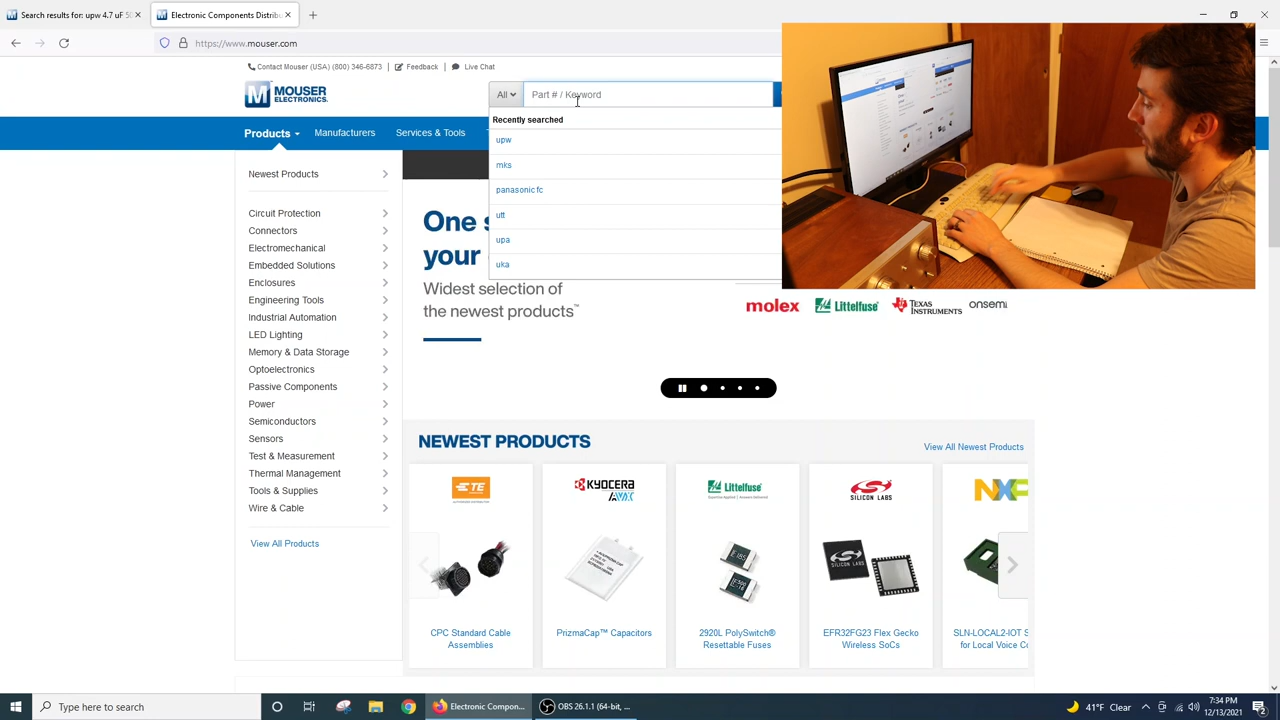 Search results for: upw 4.7 uF 50
Electronic Components Distribu
https://www.mouser.com
Contact Mouser (USA) (800) 346-6873 | Feedback | Live Chat
MOUSER
ELECTRONICS
All
Part # / Keyword
Recently searched
upw
mks
panasonic fc
utt
upa
uka
Products
Manufacturers
Services & Tools
Newest Products
Circuit Protection
Connectors
Electromechanical
Embedded Solutions
Enclosures
Engineering Tools
Industrial Automation
LED Lighting
Memory & Data Storage
Optoelectronics
Passive Components
Power
Semiconductors
Sensors
Test & Measurement
Thermal Management
Tools & Supplies
Wire & Cable
View All Products
One s
your
Widest selection of
the newest products™
molex
Littelfuse
TEXAS
INSTRUMENTS
onsemi
NEWEST PRODUCTS
View All Newest Products
TE
KYOCERA
AVX
Littelfuse
SILICON LABS
NXP
CPC Standard Cable
Assemblies
PrizmaCap™ Capacitors
2920L PolySwitch®
Resettable Fuses
EFR32FG23 Flex Gecko
Wireless SoCs
SLN-LOCAL2-IOT S
for Local Voice Co
Type here to search
Electronic Compon...
OBS 26.1.1 (64-bit, ...
41°F Clear
7:34 PM
12/13/2021
2